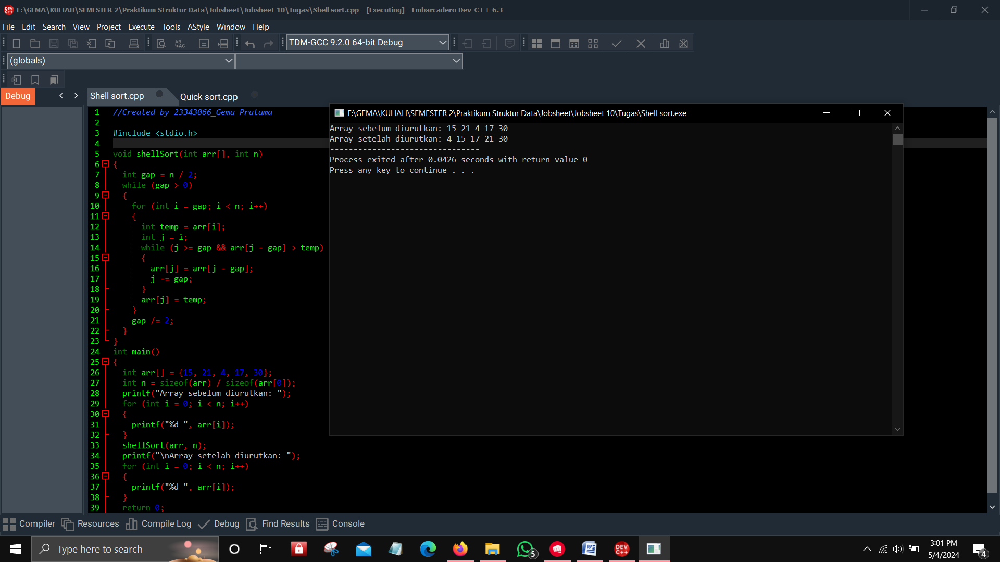 E:\GEMA\KULIAH\SEMESTER 2\Praktikum Struktur Data\Jobsheet\Jobsheet 10\Tugas\Shell sort.cpp - [Executing] - Embarcadero Dev-C++ 6.3
File Edit Search View Project Execute Tools AStyle Window Help
TDM-GCC 9.2.0 64-bit Debug
(globals)
Debug
Shell sort.cpp
Quick sort.cpp
1 //Created by 23343066_Gema Pratama
2
3 #include <stdio.h>
4
5 void shellSort(int arr[], int n)
6 {
7 int gap = n / 2;
8 while (gap > 0)
9 {
10 for (int i = gap; i < n; i++)
11 {
12 int temp = arr[i];
13 int j = i;
14 while (j >= gap && arr[j - gap] > temp)
15 {
16 arr[j] = arr[j - gap];
17 j -= gap;
18 }
19 arr[j] = temp;
20 }
21 gap /= 2;
22 }
23 }
24 int main()
25 {
26 int arr[] = {15, 21, 4, 17, 30};
27 int n = sizeof(arr) / sizeof(arr[0]);
28 printf("Array sebelum diurutkan: ");
29 for (int i = 0; i < n; i++)
30 {
31 printf("%d ", arr[i]);
32 }
33 shellSort(arr, n);
34 printf("\nArray setelah diurutkan: ");
35 for (int i = 0; i < n; i++)
36 {
37 printf("%d ", arr[i]);
38 }
39 return 0;
E:\GEMA\KULIAH\SEMESTER 2\Praktikum Struktur Data\Jobsheet\Jobsheet 10\Tugas\Shell sort.exe
Array sebelum diurutkan: 15 21 4 17 30
Array setelah diurutkan: 4 15 17 21 30
--------------------------------
Process exited after 0.0426 seconds with return value 0
Press any key to continue . . .
Compiler Resources Compile Log Debug Find Results Console
Type here to search
5
DEV C++
3:01 PM
5/4/2024
4